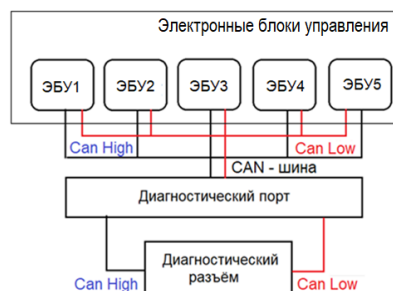 Электронные блоки управления
ЭБУ1 ЭБУ2 ЭБУ3 ЭБУ4 ЭБУ5
Can High Can Low
CAN - шина
Диагностический порт
Диагностический
разъём
Can High Can Low